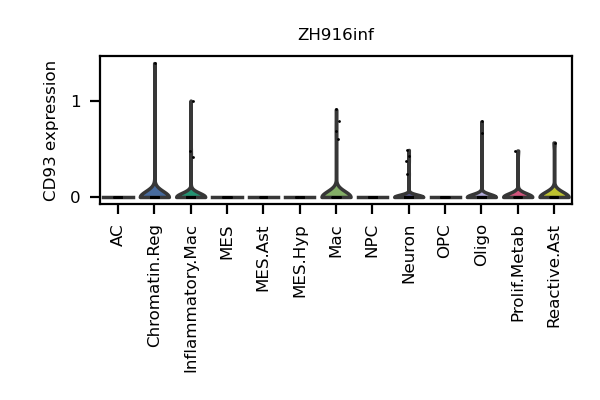 ZH916inf
CD93 expression
1
0
AC
Chromatin.Reg
Inflammatory.Mac
MES
MES.Ast
MES.Hyp
Mac
NPC
Neuron
OPC
Oligo
Prolif.Metab
Reactive.Ast